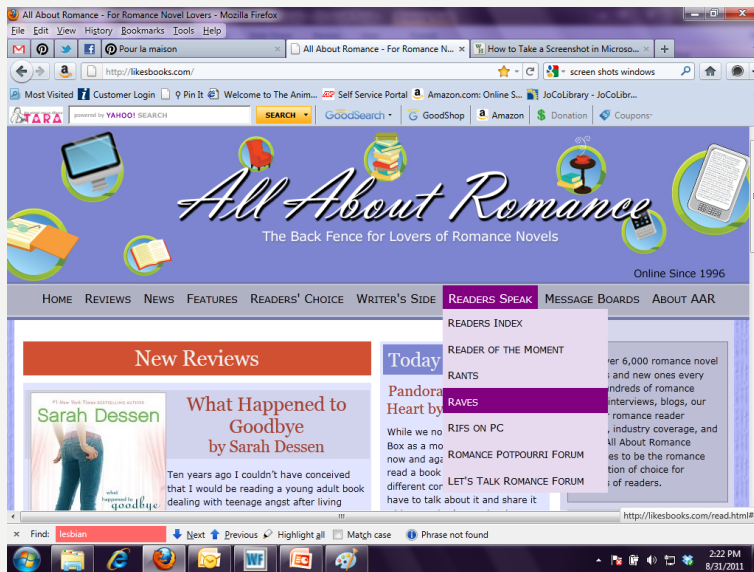 All About Romance - For Romance Novel Lovers - Mozilla Firefox
File Edit View History Bookmarks Tools Help
Pour la maison × All About Romance - For Romance N... × How to Take a Screenshot in Microso... × +
http://likesbooks.com/ screen shots windows
Most Visited Customer Login Pin It Welcome to The Anim... Self Service Portal Amazon.com: Online S... JoCoLibrary - JoCoLibr...
TARA powered by YAHOO! SEARCH SEARCH GoodSearch GoodShop Amazon Donation Coupons
All About Romance
The Back Fence for Lovers of Romance Novels
Online Since 1996
Home Reviews News Features Readers' Choice Writer's Side Readers Speak Message Boards About AAR
Readers Index
Reader of the Moment
Rants
Raves
Rifs on PC
Romance Potpourri Forum
Let's Talk Romance Forum
New Reviews
#1 New York Times BESTSELLING AUTHOR
Sarah Dessen
what happened to
goodbye
What Happened to
Goodbye
by Sarah Dessen
Ten years ago I couldn't have conceived
that I would be reading a young adult book
dealing with teenage angst after living
Today
Pandora
Heart by
While we no
Box as a mo
now and aga
read a book
different cor
have to talk about it and share it
ver 6,000 romance novel
and new ones every
ndreds of romance
interviews, blogs, our
romance reader
, industry coverage, and
All About Romance
es to be the romance
tion of choice for
s of readers.
http://likesbooks.com/read.html#
× Find: lesbian Next Previous Highlight all Match case Phrase not found
2:22 PM
8/31/2011